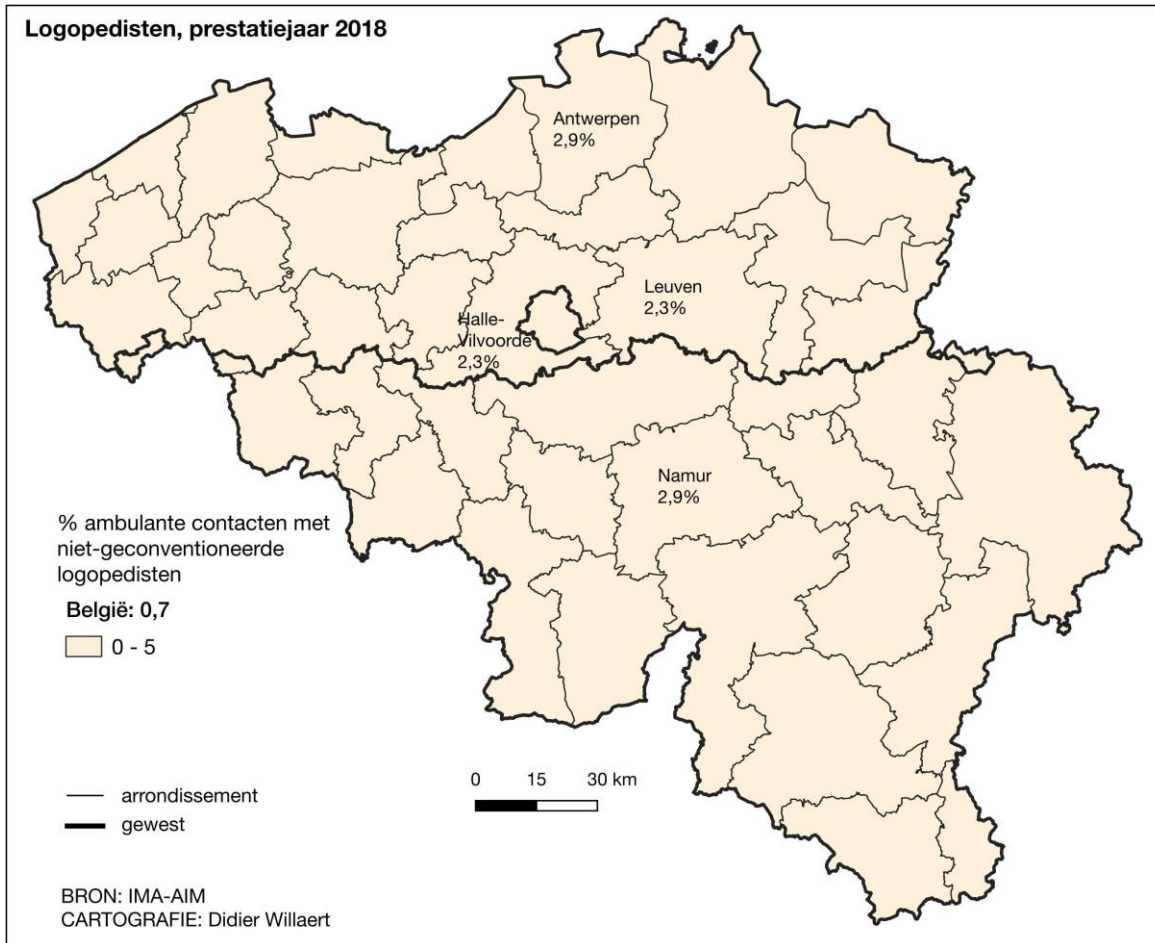 Logopedisten, prestatiejaar 2018
Antwerpen
2,9%
Leuven
2,3%
Halle-
Vilvoorde
2,3%
Namur
2,9%
% ambulante contacten met
niet-geconventioneerde
logopedisten
België: 0,7
0 - 5
0 15 30 km
arrondissement
gewest
BRON: IMA-AIM
CARTOGRAFIE: Didier Willaert